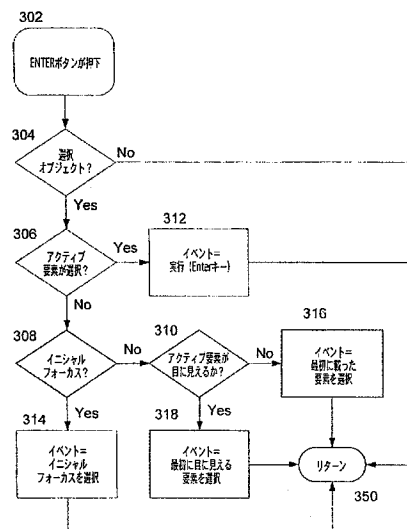 302
ENTERボタンが押下
304
選択
オブジェクト?
No
Yes
306
アクティブ
要素が選択?
Yes
No
312
イベント=
実行(Enterキー)
308
イニシャル
フォーカス?
No
Yes
310
アクティブ要素が
目に見えるか?
No
Yes
316
イベント=
最初に載った
要素を選択
314
イベント=
イニシャル
フォーカスを選択
318
イベント=
最初に目に見える
要素を選択
リターン
350